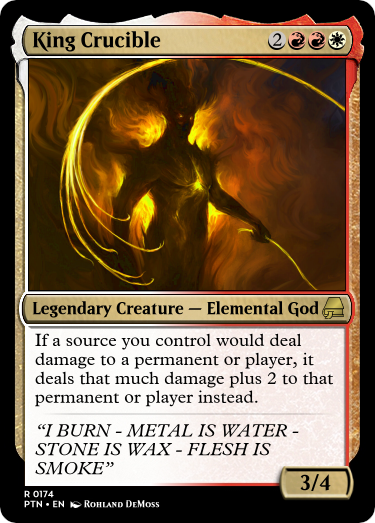 King Crucible 2
Legendary Creature — Elemental God
If a source you control would deal
damage to a permanent or player, it
deals that much damage plus 2 to that
permanent or player instead.
“I BURN - METAL IS WATER -
STONE IS WAX - FLESH IS
SMOKE”
3/4
R 0174
PTN • EN Rohland DeMoss